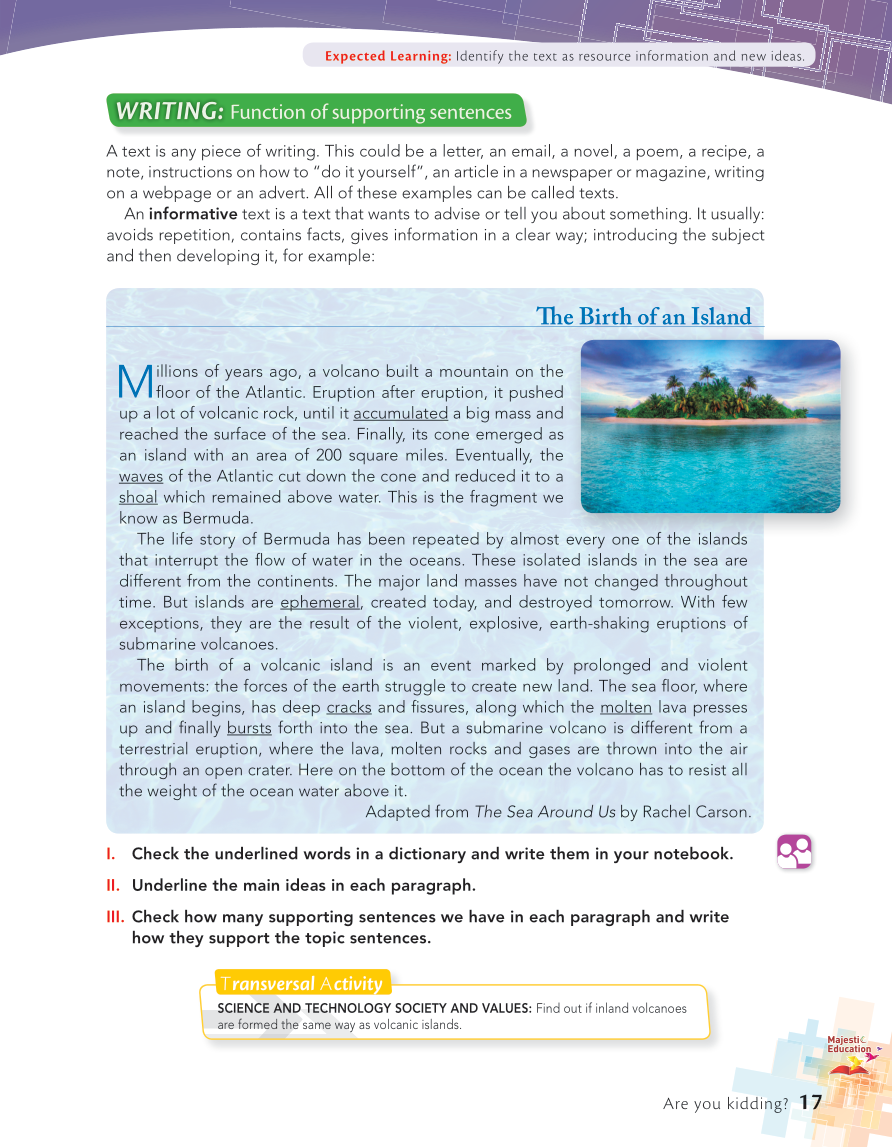 Expected Learning: Identify the text as resource information and new ideas.
WRITING: Function of supporting sentences
A text is any piece of writing. This could be a letter, an email, a novel, a poem, a recipe, a
note, instructions on how to “do it yourself”, an article in a newspaper or magazine, writing
on a webpage or an advert. All of these examples can be called texts.
An informative text is a text that wants to advise or tell you about something. It usually:
avoids repetition, contains facts, gives information in a clear way; introducing the subject
and then developing it, for example:
The Birth of an Island
Millions of years ago, a volcano built a mountain on the
floor of the Atlantic. Eruption after eruption, it pushed
up a lot of volcanic rock, until it accumulated a big mass and
reached the surface of the sea. Finally, its cone emerged as
an island with an area of 200 square miles. Eventually, the
waves of the Atlantic cut down the cone and reduced it to a
shoal which remained above water. This is the fragment we
know as Bermuda.
The life story of Bermuda has been repeated by almost every one of the islands
that interrupt the flow of water in the oceans. These isolated islands in the sea are
different from the continents. The major land masses have not changed throughout
time. But islands are ephemeral, created today, and destroyed tomorrow. With few
exceptions, they are the result of the violent, explosive, earth-shaking eruptions of
submarine volcanoes.
The birth of a volcanic island is an event marked by prolonged and violent
movements: the forces of the earth struggle to create new land. The sea floor, where
an island begins, has deep cracks and fissures, along which the molten lava presses
up and finally bursts forth into the sea. But a submarine volcano is different from a
terrestrial eruption, where the lava, molten rocks and gases are thrown into the air
through an open crater. Here on the bottom of the ocean the volcano has to resist all
the weight of the ocean water above it.
Adapted from The Sea Around Us by Rachel Carson.
I. Check the underlined words in a dictionary and write them in your notebook.
II. Underline the main ideas in each paragraph.
III. Check how many supporting sentences we have in each paragraph and write
how they support the topic sentences.
Transversal Activity
SCIENCE AND TECHNOLOGY SOCIETY AND VALUES: Find out if inland volcanoes
are formed the same way as volcanic islands.
Majestic
Education
Are you kidding? 17